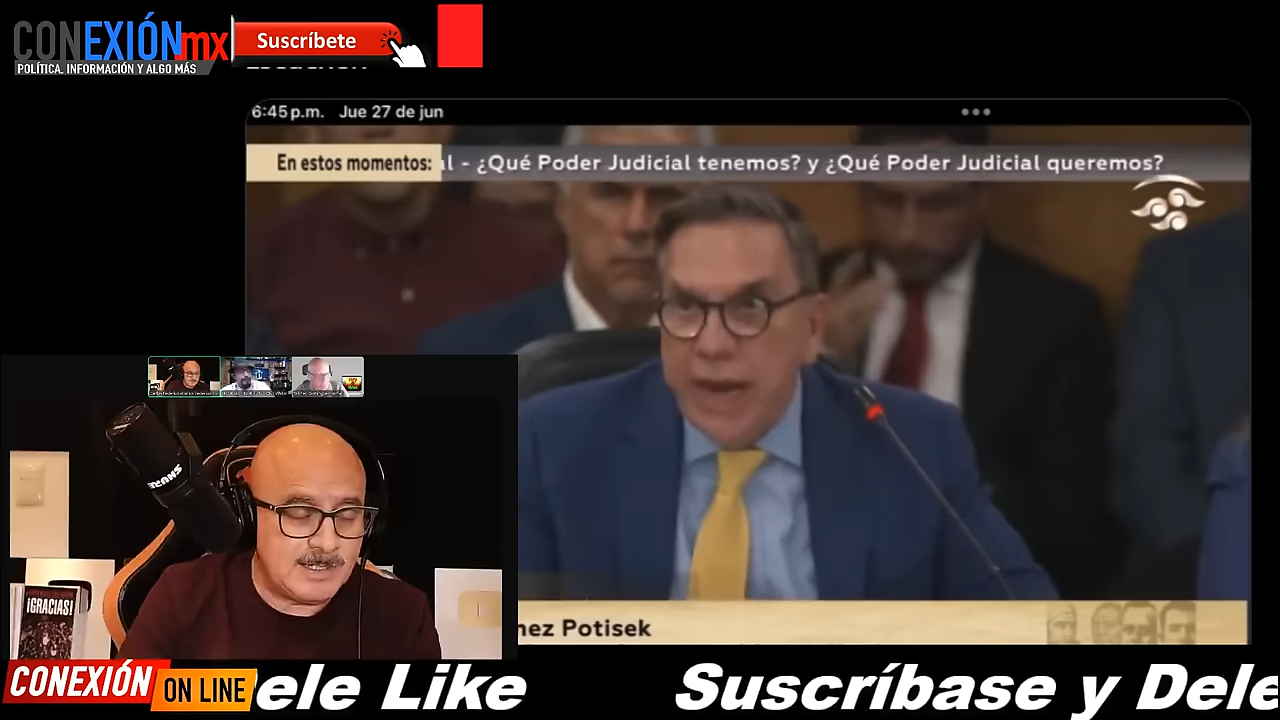 CONEXIÓNmx
POLÍTICA, INFORMACIÓN Y ALGO MÁS
Suscríbete
6:45 p.m. Jue 27 de jun
En estos momentos:
l - ¿Qué Poder Judicial tenemos? y ¿Qué Poder Judicial queremos?
SHURE
¡GRACIAS!
nez Potisek
CONEXIÓN
ON LINE
ele Like
Suscríbase y Dele